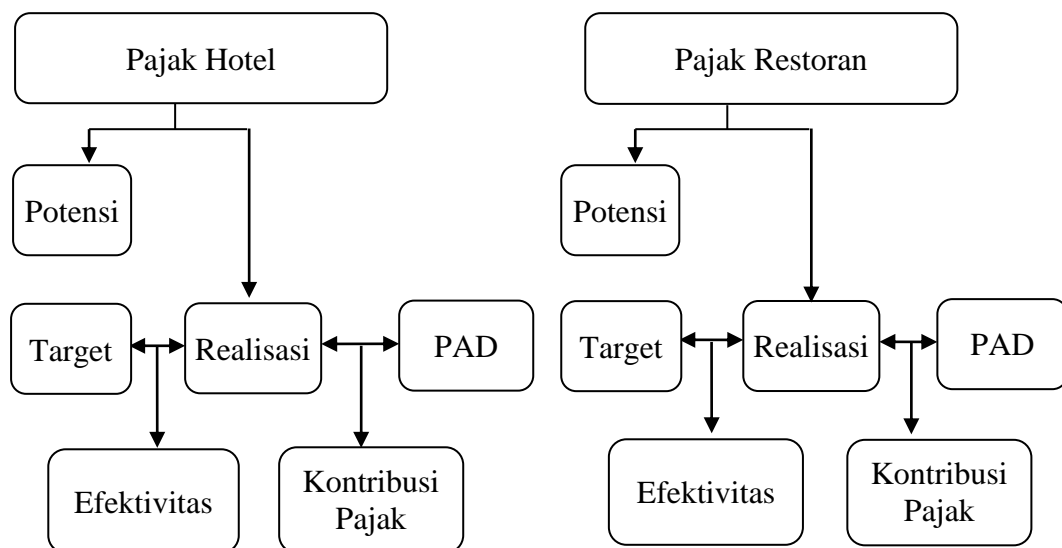 Pajak Hotel
Potensi
Target
Realisasi
PAD
Efektivitas
Kontribusi
Pajak
Pajak Restoran
Potensi
Target
Realisasi
PAD
Efektivitas
Kontribusi
Pajak